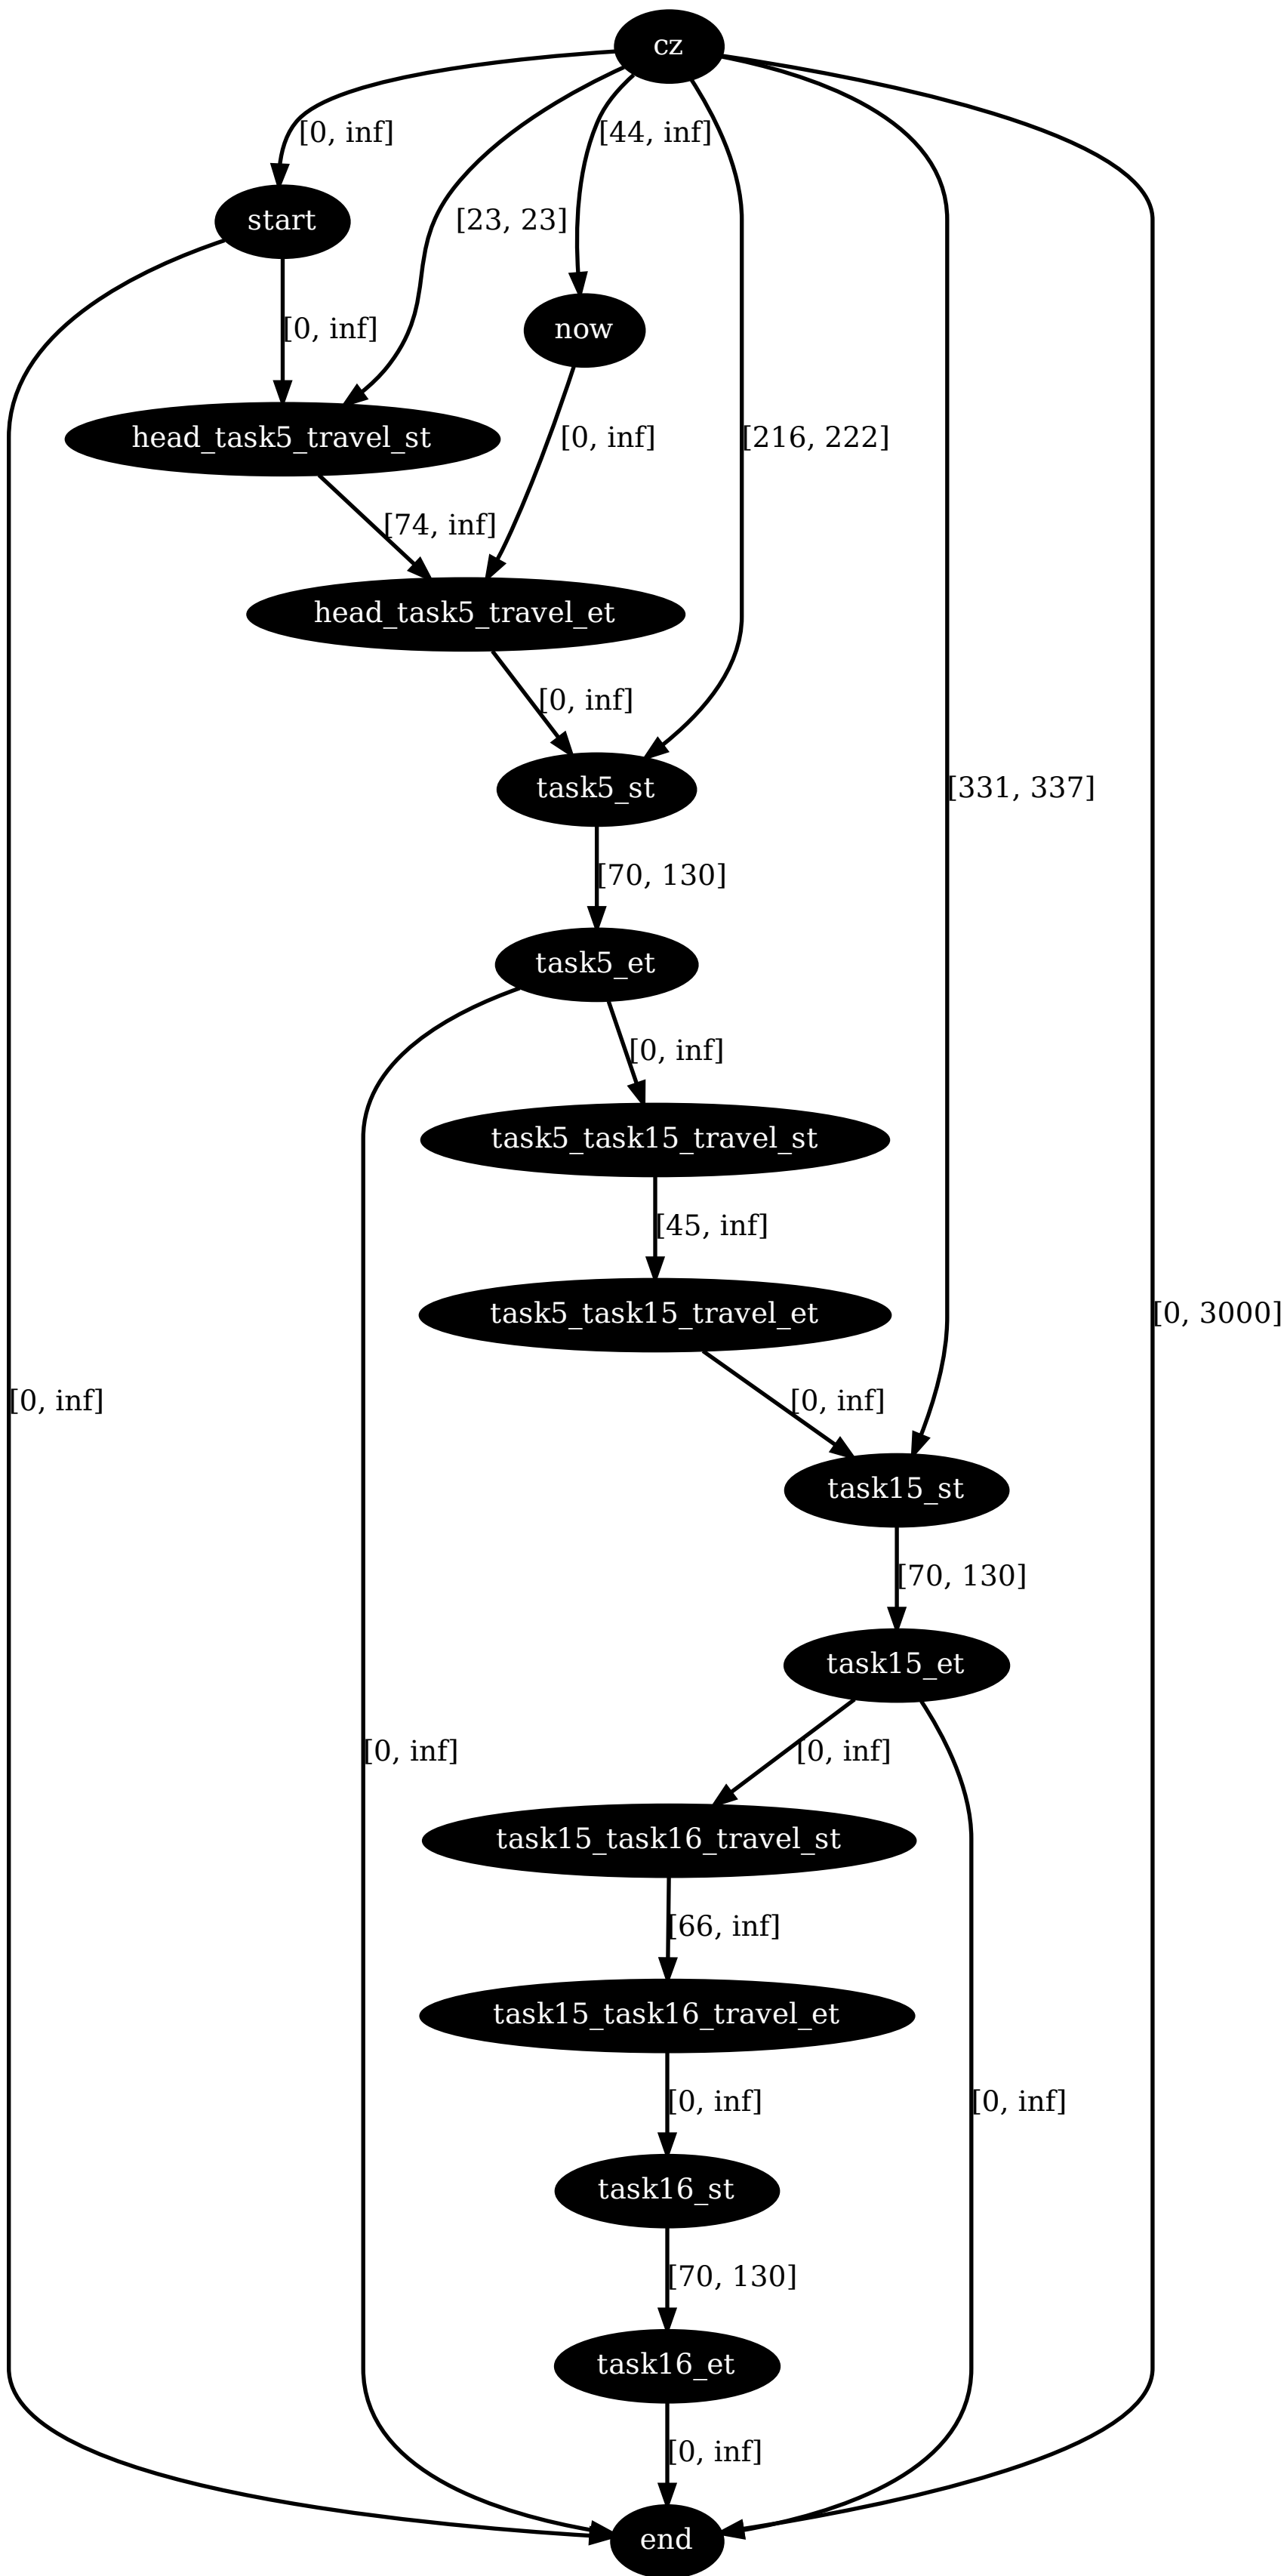 cz
[0, inf]
[44, inf]
start
[23, 23]
[0, inf]
now
head_task5_travel_st
[0, inf]
[216, 222]
[74, inf]
head_task5_travel_et
[0, inf]
task5_st
[331, 337]
[70, 130]
task5_et
[0, inf]
task5_task15_travel_st
[45, inf]
task5_task15_travel_et
[0, 3000]
[0, inf]
[0, inf]
task15_st
[70, 130]
task15_et
[0, inf]
[0, inf]
task15_task16_travel_st
[66, inf]
task15_task16_travel_et
[0, inf]
[0, inf]
task16_st
[70, 130]
task16_et
[0, inf]
end